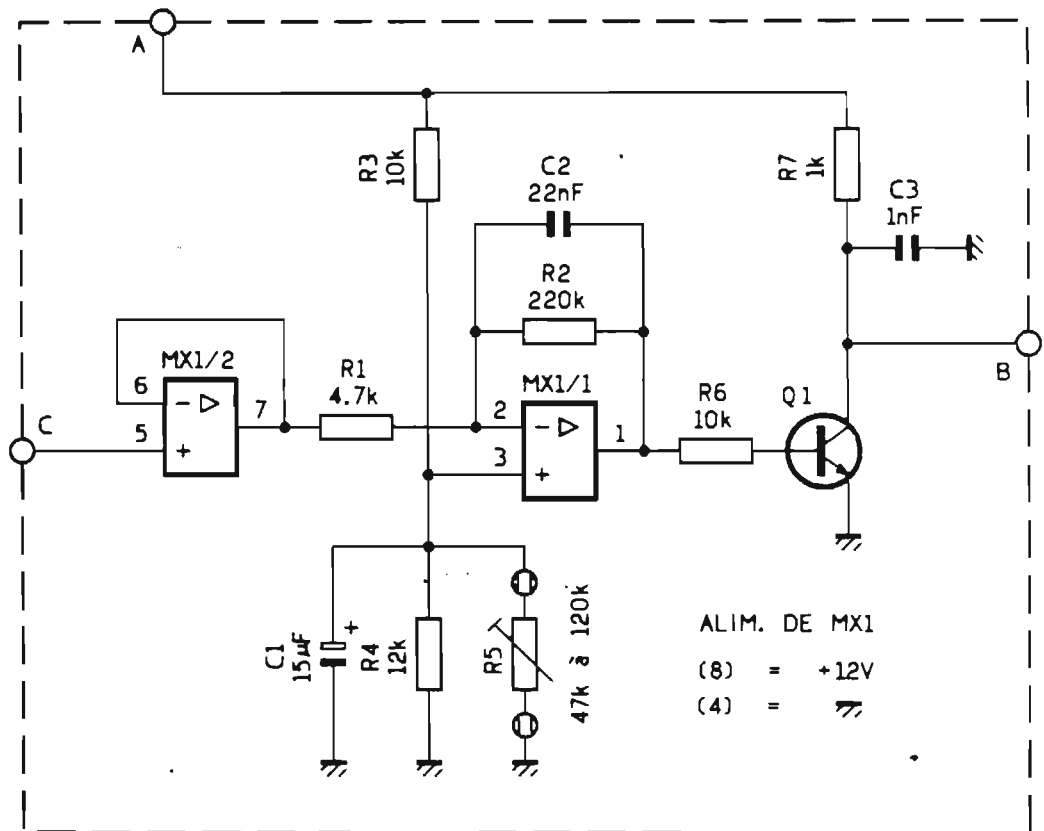 A
R3
10k
R7
1k
C2
22nF
C3
1nF
R2
220k
B
MX1/2
6
7
5
-
+
C
R1
4.7k
MX1/1
2
3
1
-
+
R6
10k
Q1
C1
15µF
+
R4
12k
R5
47k à 120k
ALIM. DE MX1
(8) = +12V
(4) =